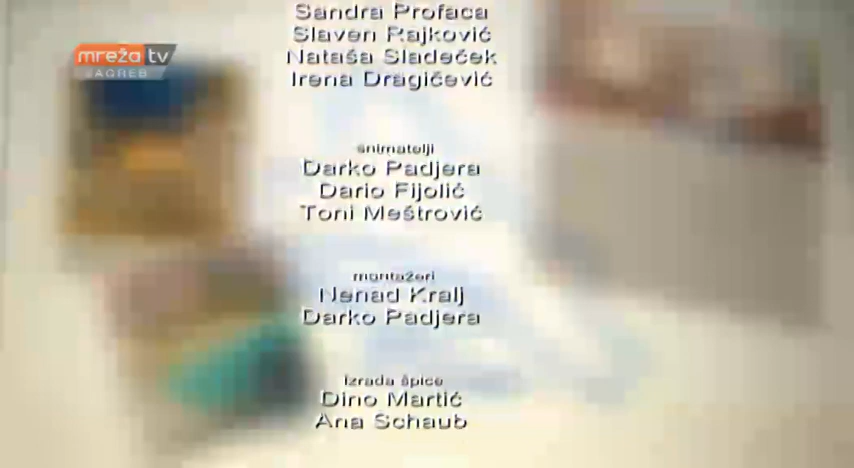 Sandra Profaca
Slaven Rajković
Nataša Sladeček
Irena Dragičević
mreža tv
ZAGREB
snimatelji
Darko Padjera
Dario Fijolić
Toni Meštrović
montažeri
Nenad Kralj
Darko Padjera
izrada špice
Dino Martić
Ana Schaub